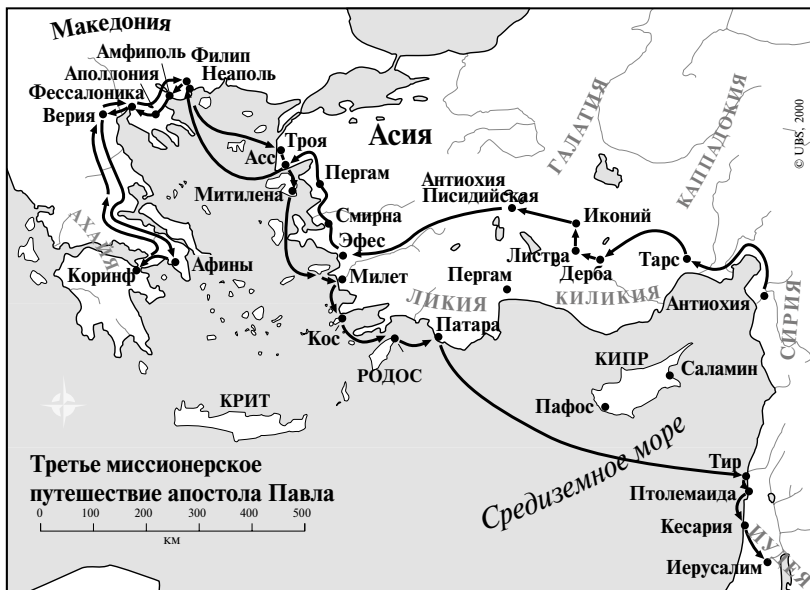 Македония
Амфиполь
Филип
Аполлония
Неаполь
Фессалоника
Верия
Троя
Асс
Асия
ГАЛАТИЯ
КАППАДОКИЯ
© UBS, 2000
Пергам
Митилена
Антиохия
Писидийская
Смирна
Иконий
Эфес
АХАЙЯ
Листра
Дерба
Тарс
Коринф
Афины
Милет
Пергам
ЛИКИЯ
КИЛИКИЯ
Антиохия
СИРИЯ
Кос
Патара
РОДОС
КИПР
Саламин
КРИТ
Пафос
Средиземное море
Третье миссионерское
путешествие апостола Павла
0 100 200 300 400 500
км
Тир
Птолемаида
Кесария
ИУДЕЯ
Иерусалим